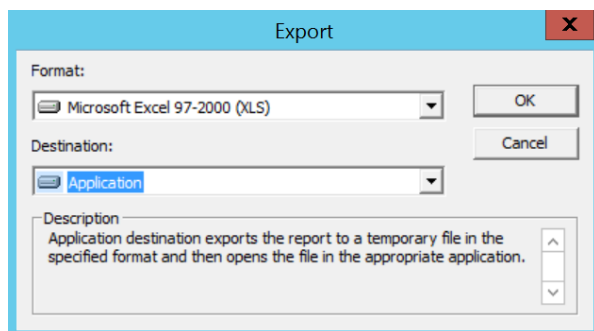 Export
X
Format:
Microsoft Excel 97-2000 (XLS)
OK
Destination:
Cancel
Application
Description
Application destination exports the report to a temporary file in the
specified format and then opens the file in the appropriate application.